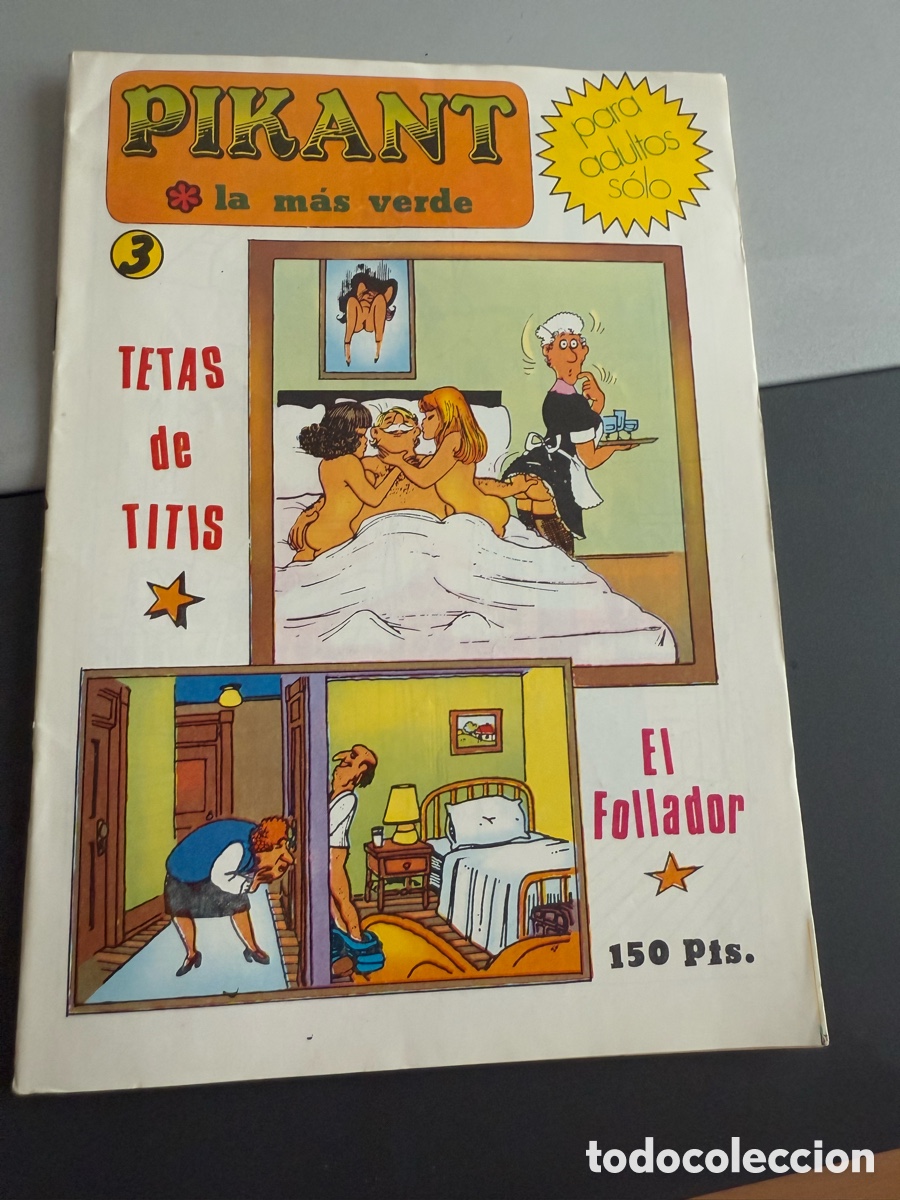 PIKANT
la más verde
para
adultos
sólo
3
TETAS
de
TITIS
El
Follador
150 Pts.
todocoleccion